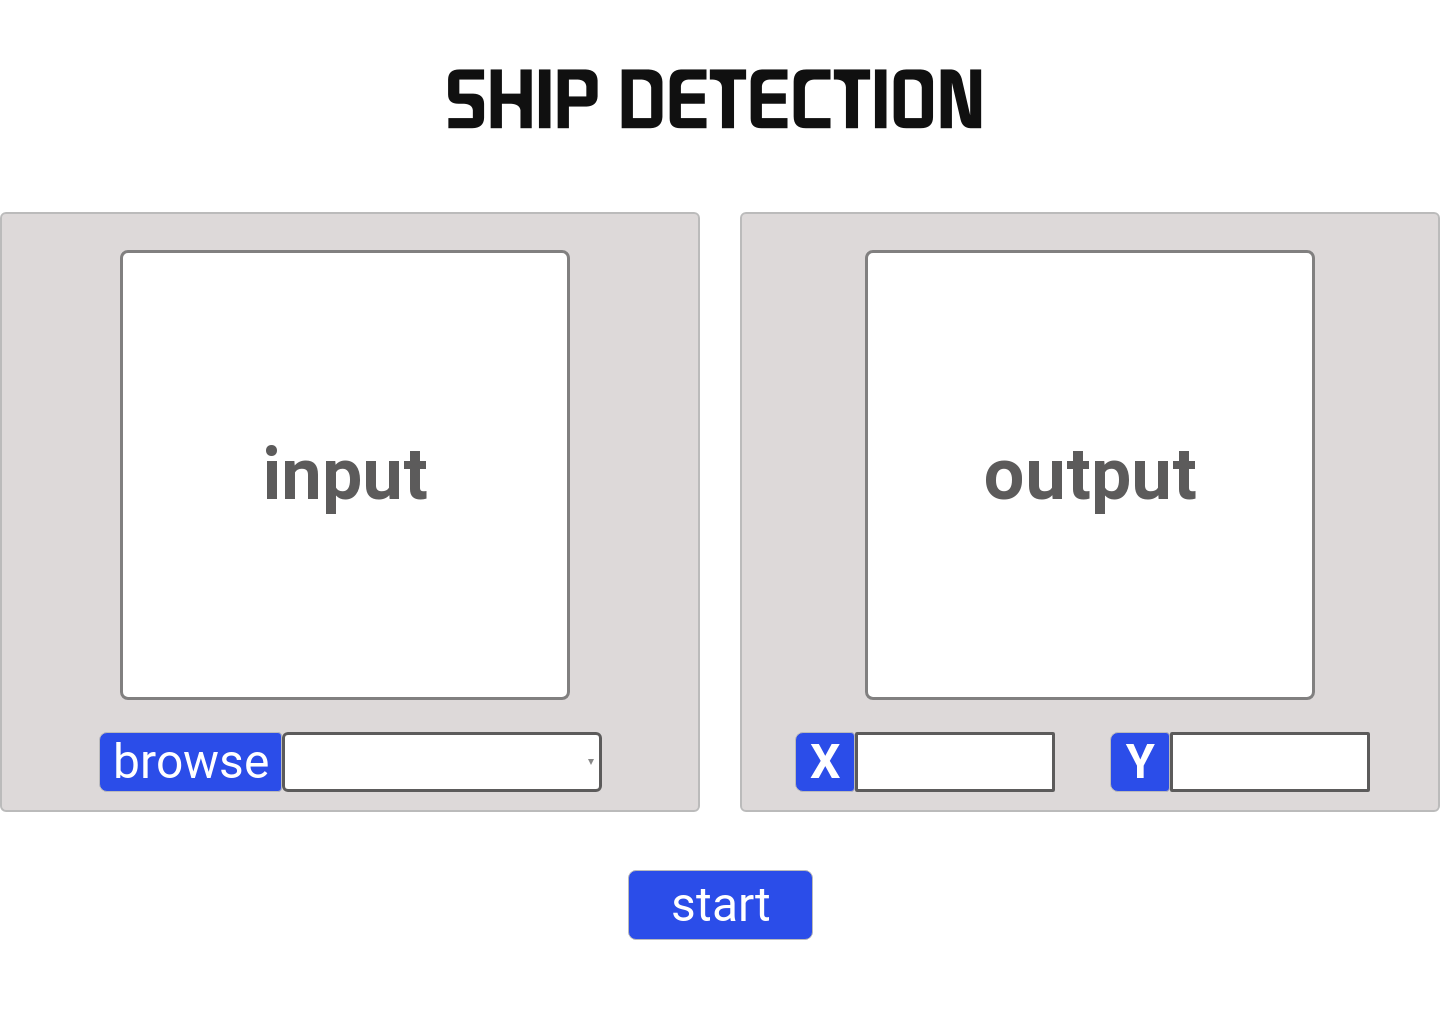 SHIP DETECTION
input
output
browse
X
Y
start